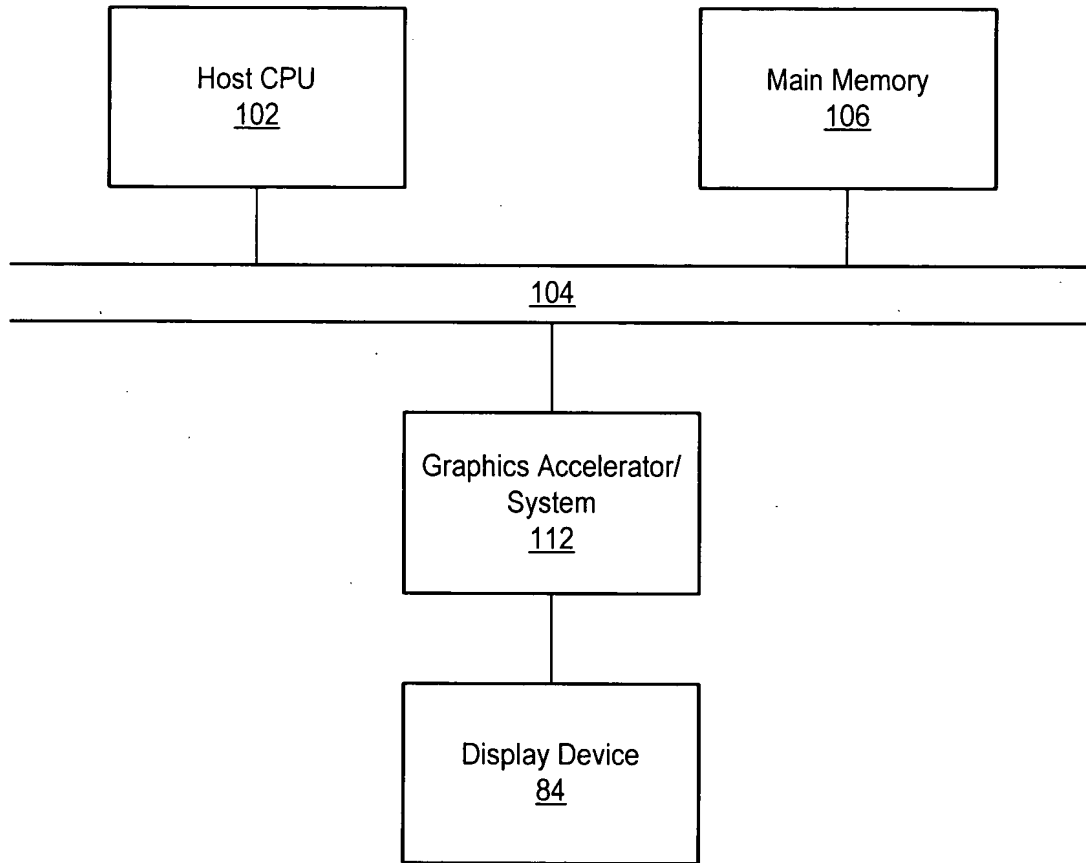 Host CPU
102
Main Memory
106
104
Graphics Accelerator/
System
112
Display Device
84